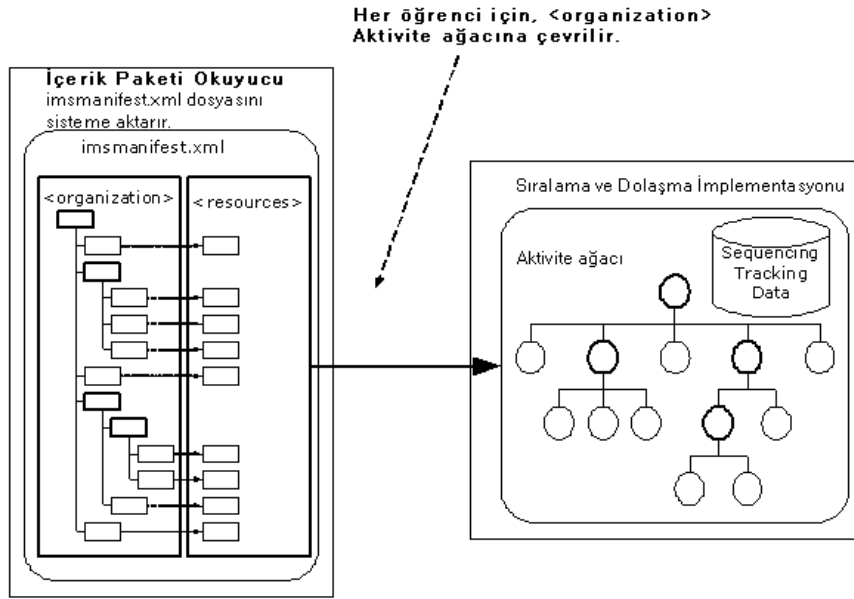 Her öğrenci için, <organization>
Aktivite ağacına çevrilir.
İçerik Paketi Okuyucu
imsmanifest.xml dosyasını
sisteme aktarır.
imsmanifest.xml
<organization>
<resources>
Sıralama ve Dolaşma İmplementasyonu
Aktivite ağacı
Sequencing
Tracking
Data